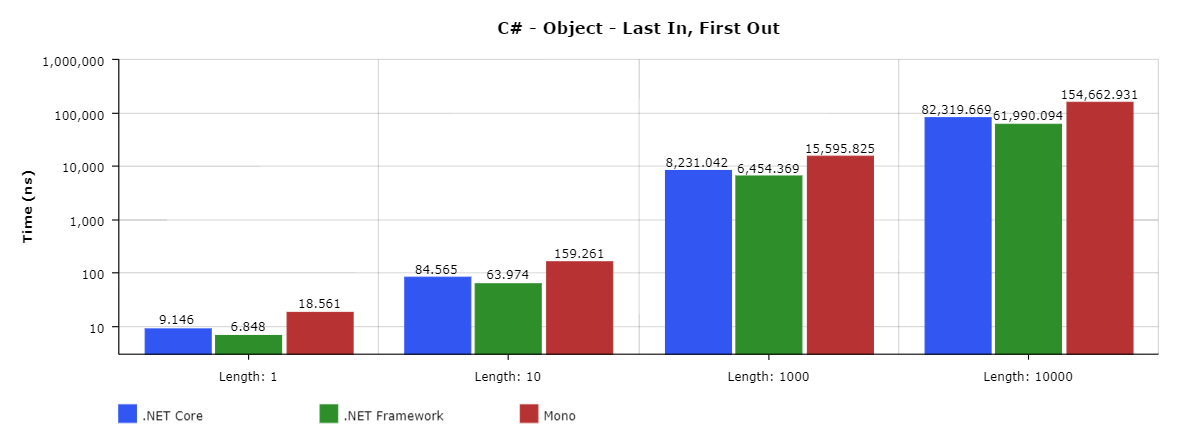 C# - Object - Last In, First Out
1,000,000
100,000
10,000
1,000
100
10
Time (ns)
9.146
6.848
18.561
84.565
63.974
159.261
8,231.042
6,454.369
15,595.825
82,319.669
61,990.094
154,662.931
Length: 1
Length: 10
Length: 1000
Length: 10000
.NET Core
.NET Framework
Mono